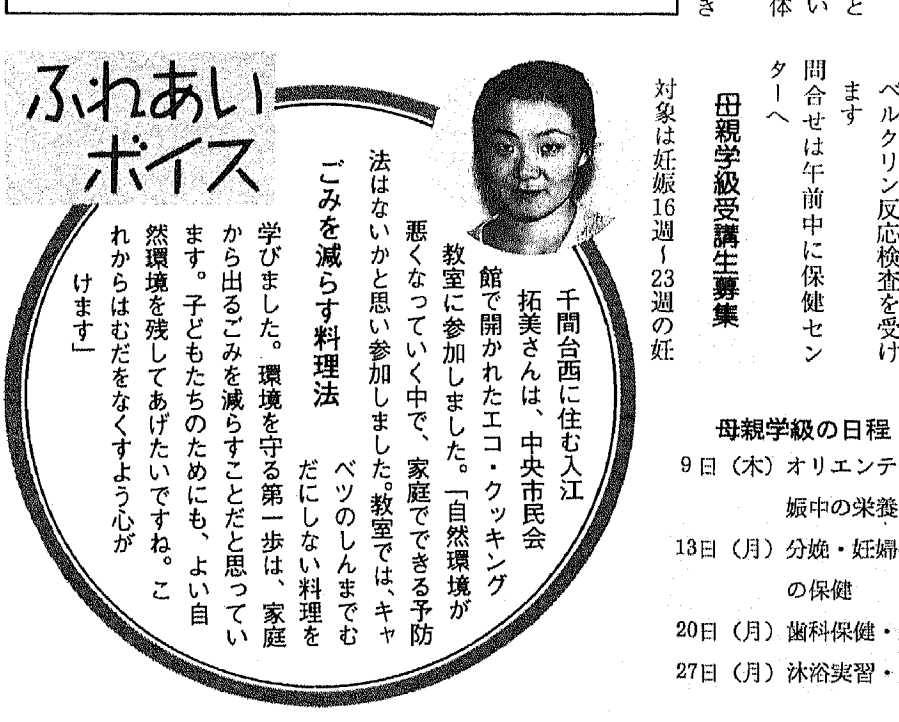 き
体
い
と
ベルクリン反応検査を受け
ます
問合せは午前中に保健セン
ターへ
母親学級受講生募集
対象は妊娠16週~23週の妊
母親学級の日程
9日(木)オリエンテ
娠中の栄養
13日(月)分娩・妊婦
の保健
20日(月)歯科保健・
27日(月)沐浴実習・
ふれあい
ボイス
ごみを減らす料理法
千間台西に住む入江
拓美さんは、中央市民会
館で開かれたエコ・クッキング
教室に参加しました。「自然環境が
悪くなっていく中で、家庭でできる予防
法はないかと思い参加しました。教室では、キャ
ベツのしんまでむ
だにしない料理を
学びました。環境を守る第一歩は、家庭
から出るごみを減らすことだと思ってい
ます。子どもたちのためにも、よい自
然環境を残してあげたいですね。こ
れからはむだをなくすよう心が
けます」